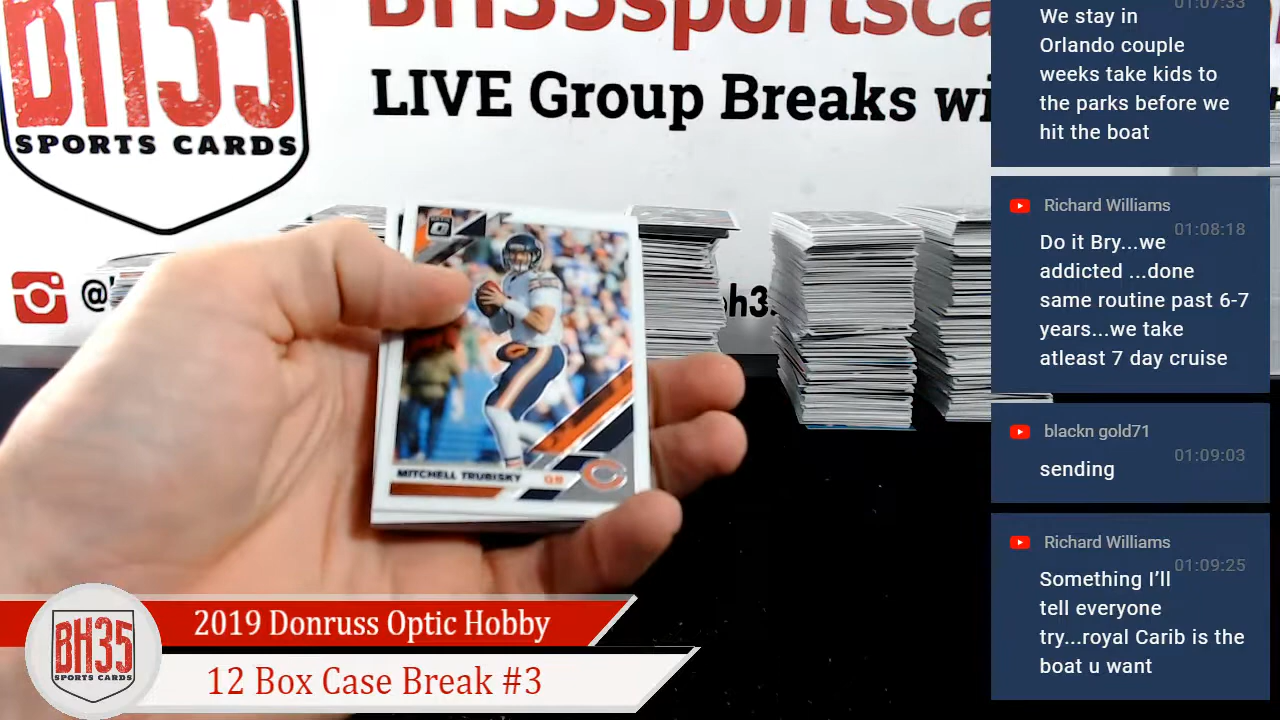 BH35
SPORTS CARDS
BH35sportsca
LIVE Group Breaks wi
@
h3
MITCHELL TRUBISKY QB
2019 Donruss Optic Hobby
12 Box Case Break #3
BH35
SPORTS CARDS
01:07:33
We stay in
Orlando couple
weeks take kids to
the parks before we
hit the boat
Richard Williams
01:08:18
Do it Bry...we
addicted ...done
same routine past 6-7
years...we take
atleast 7 day cruise
blackn gold71
01:09:03
sending
Richard Williams
01:09:25
Something I’ll
tell everyone
try...royal Carib is the
boat u want